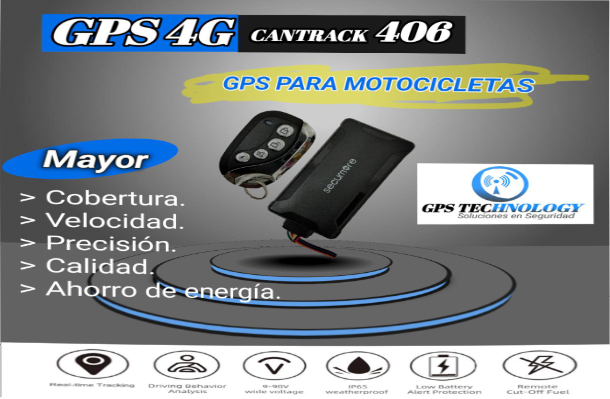 GPS 4G CANTRACK 406
GPS PARA MOTOCICLETAS
Mayor
> Cobertura.
> Velocidad.
> Precisión.
> Calidad.
> Ahorro de energía.
securmore
GPS TECHNOLOGY
Soluciones en Seguridad
Real-time Tracking
Driving Behavior
Analysis
9-90V
wide voltage
IP65
weatherproof
Low Battery
Alert Protection
Remote
Cut-Off Fuel